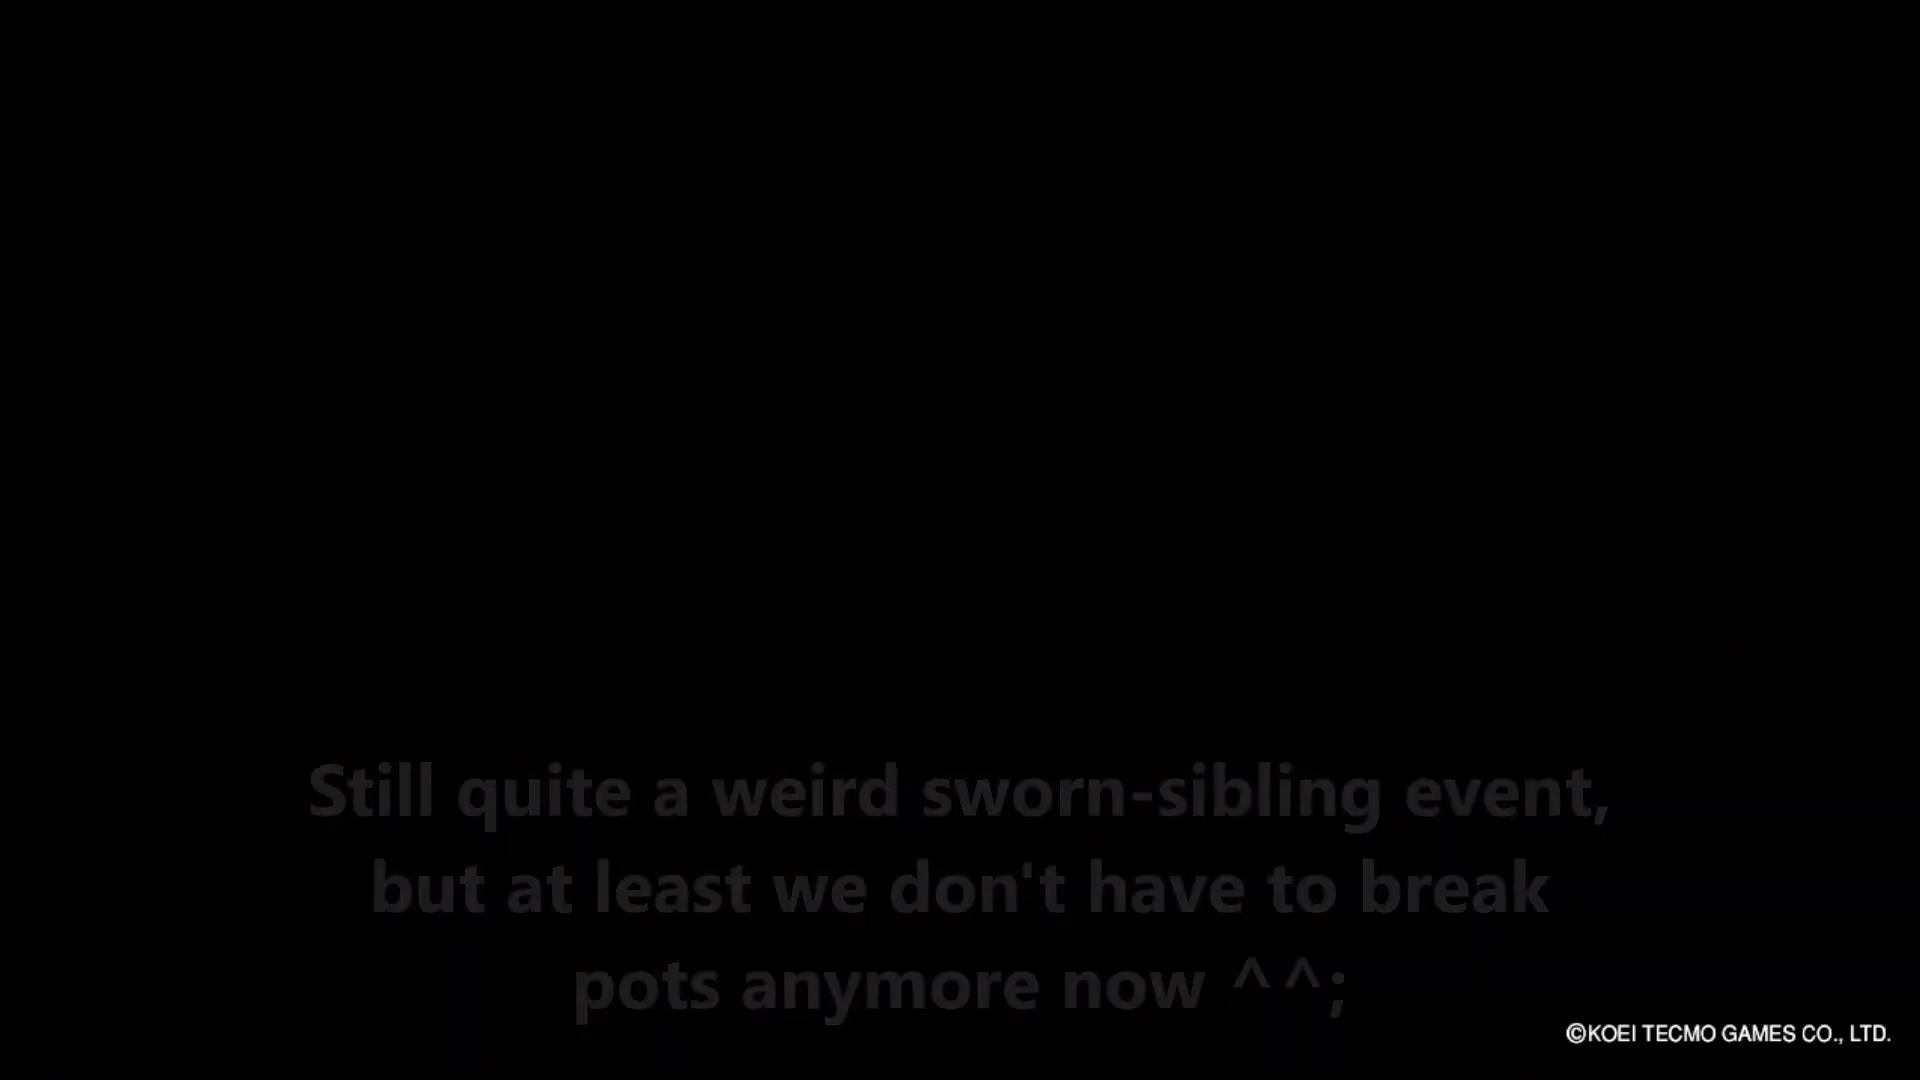 Still quite a weird sworn-sibling event,
but at least we don't have to break
pots anymore now ^^;
©KOEI TECMO GAMES CO., LTD.